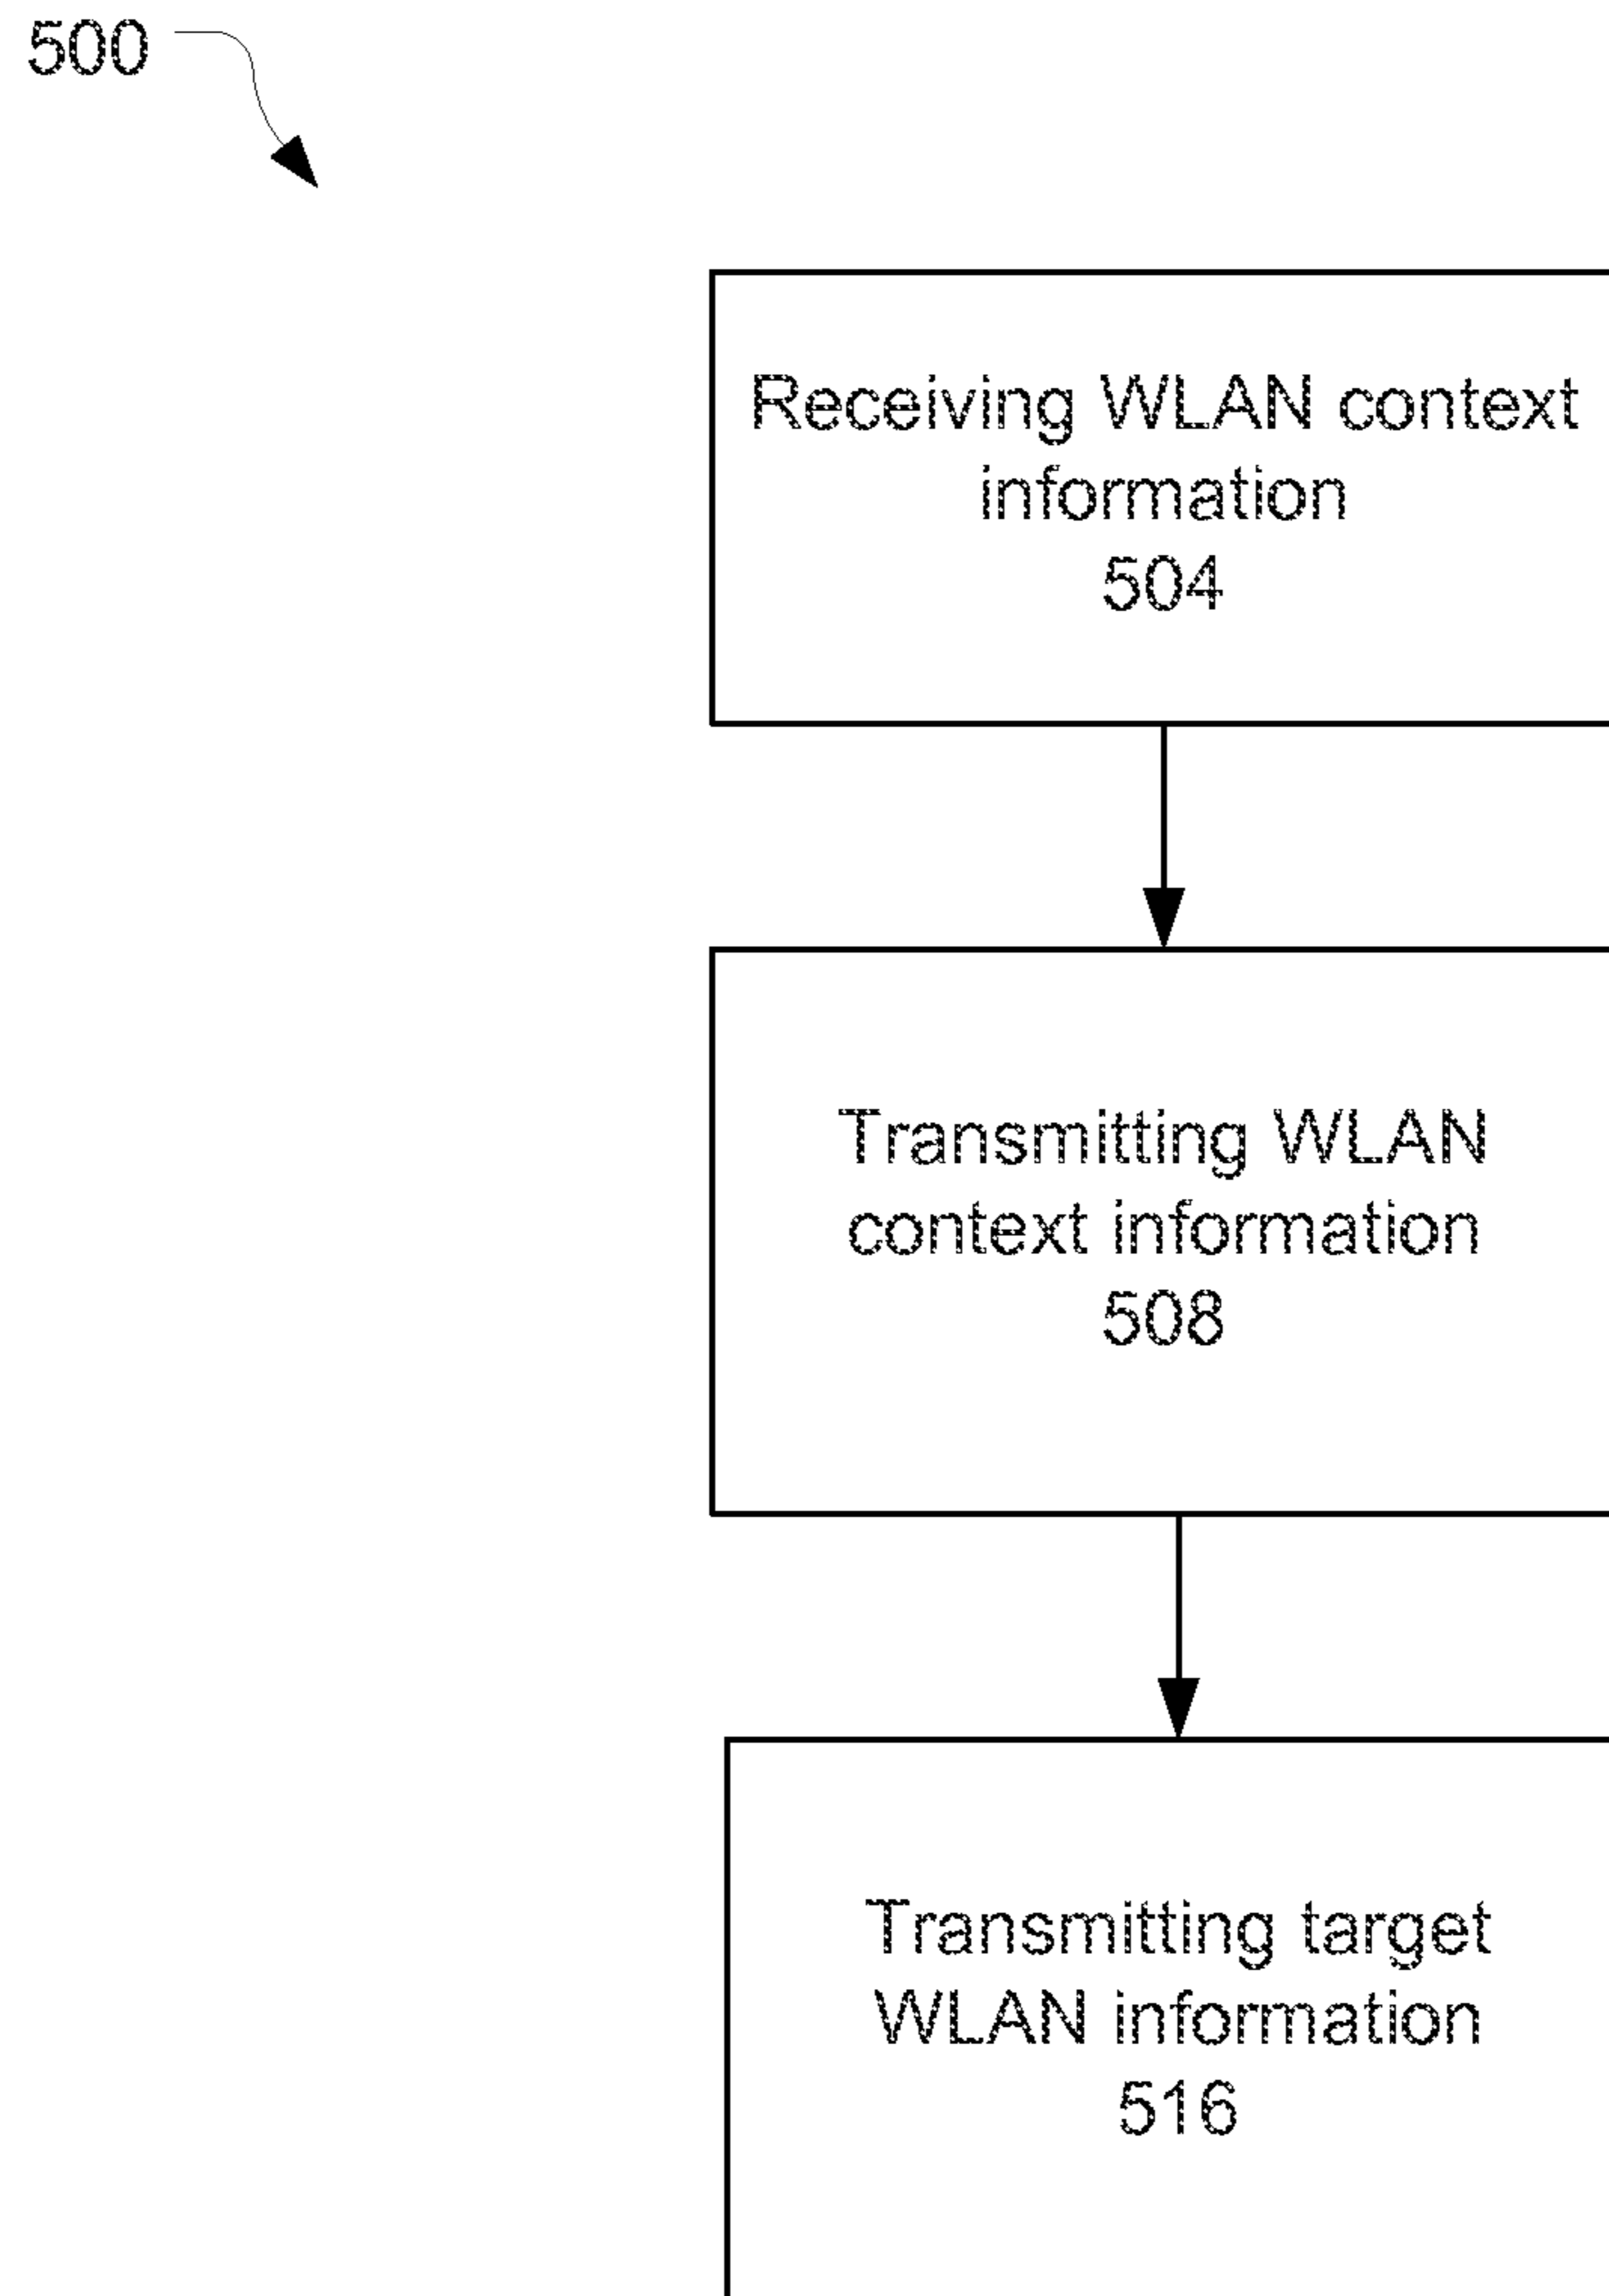 500
Receiving WLAN context
information
504
Transmitting WLAN
context information
508
Transmitting target
WLAN information
516